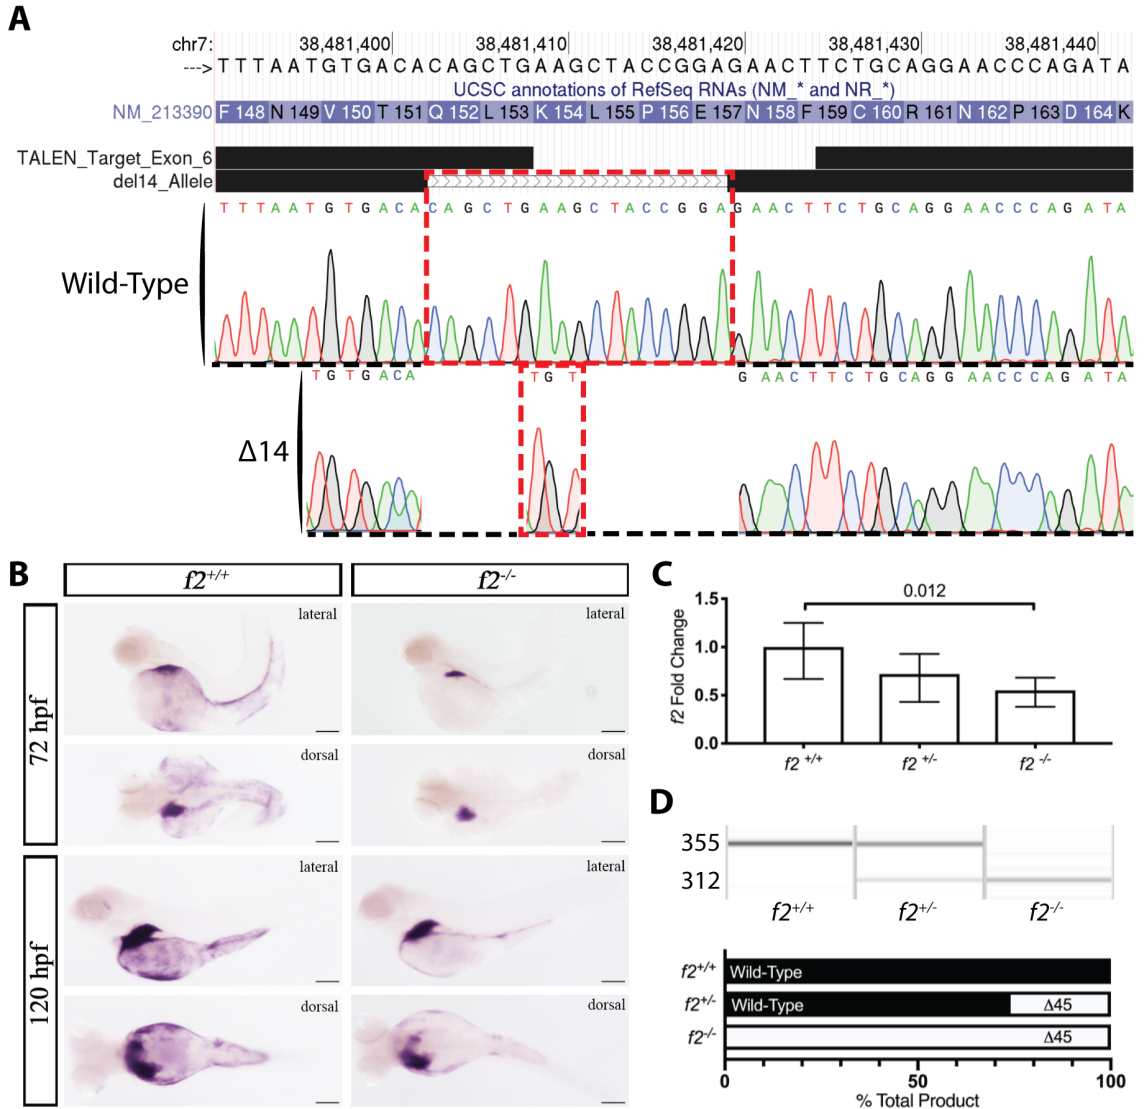 A
chr7: 38,481,400 38,481,410 38,481,420 38,481,430 38,481,440
---> T T T A A T G T G A C A C A G C T G A A G C T A C C G G A G A A C T T C T G C A G G A A C C C A G A T A
UCSC annotations of RefSeq RNAs (NM_* and NR_*)
NM_213390 F 148 N 149 V 150 T 151 Q 152 L 153 K 154 L 155 P 156 E 157 N 158 F 159 C 160 R 161 N 162 P 163 D 164 K
TALEN_Target_Exon_6
del14_Allele
T T T A A T G T G A C A C A G C T G A A G C T A C C G G A G A A C T T C T G C A G G A A C C C A G A T A
Wild-Type
T G T G A C A T G T G A A C T T C T G C A G G A A C C C A G A T A
Δ14
B
f2+/+ f2-/-
72 hpf
lateral lateral
dorsal dorsal
120 hpf
lateral lateral
dorsal dorsal
C
f2 Fold Change
1.5
1.0
0.5
0.0
0.012
f2 +/+ f2 +/- f2 -/-
D
355
312
f2+/+ f2+/- f2-/-
f2+/+ Wild-Type
f2+/- Wild-Type Δ45
f2-/- Δ45
0 50 100
% Total Product